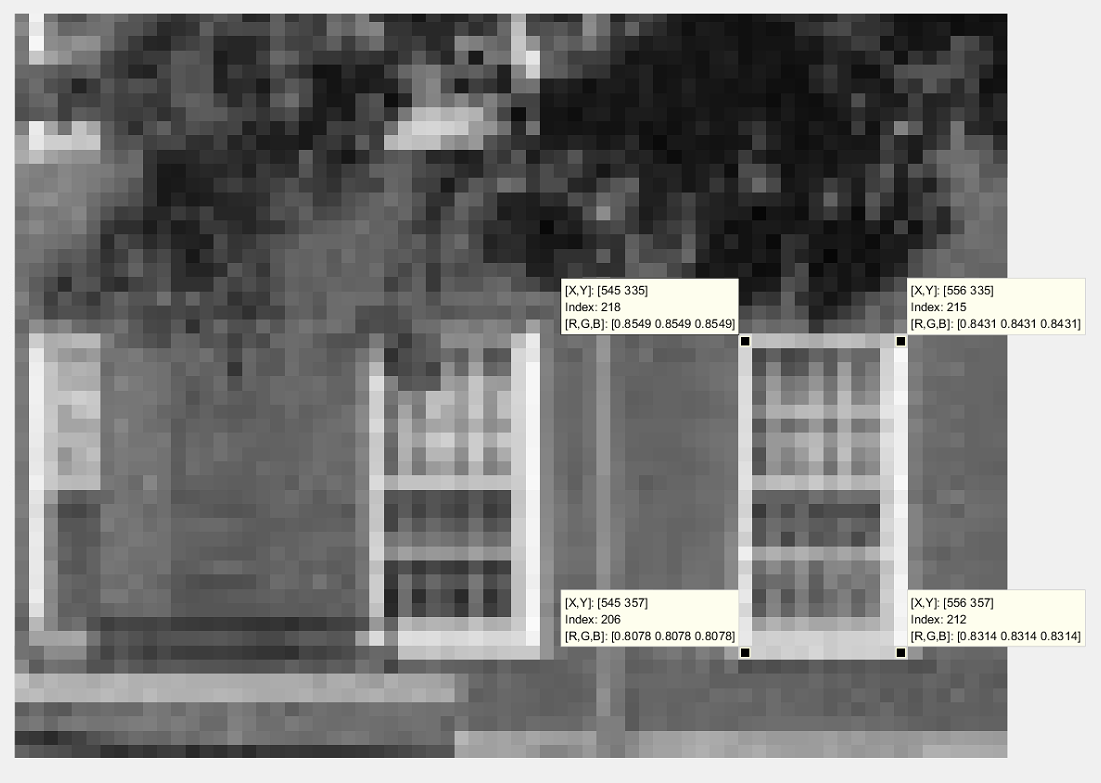 [X,Y]: [545 335]
Index: 218
[R,G,B]: [0.8549 0.8549 0.8549]
[X,Y]: [556 335]
Index: 215
[R,G,B]: [0.8431 0.8431 0.8431]
[X,Y]: [545 357]
Index: 206
[R,G,B]: [0.8078 0.8078 0.8078]
[X,Y]: [556 357]
Index: 212
[R,G,B]: [0.8314 0.8314 0.8314]